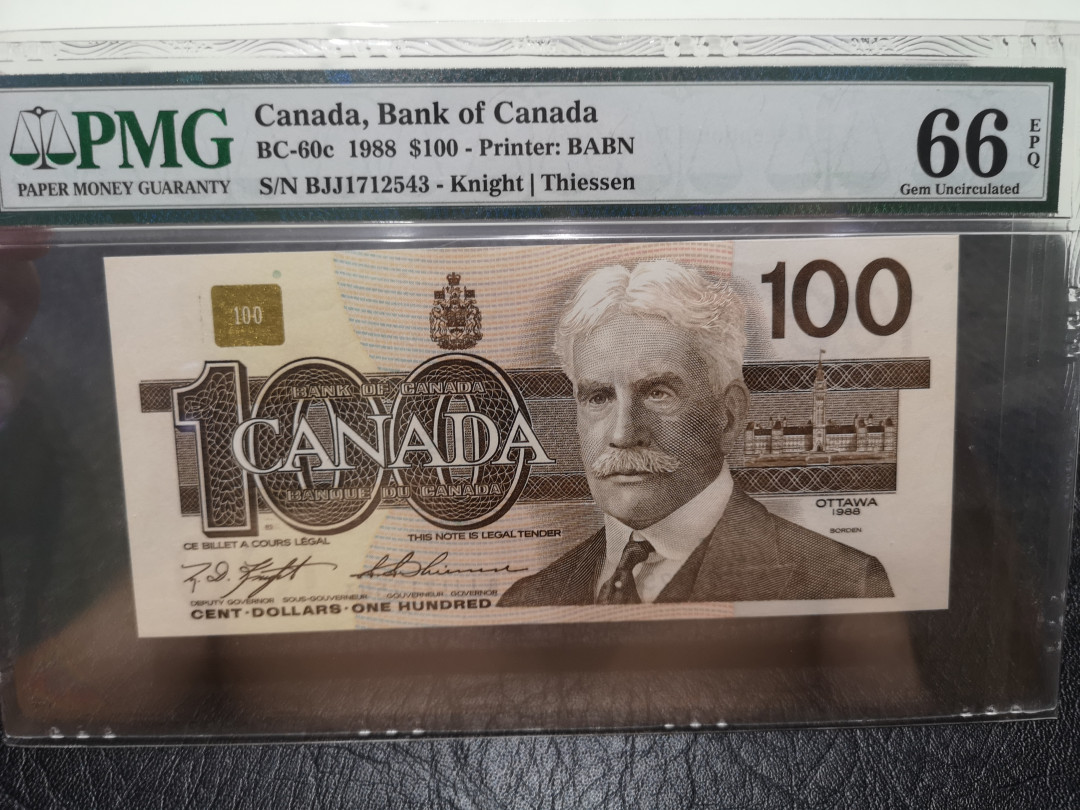 PMG
PAPER MONEY GUARANTY
Canada, Bank of Canada
BC-60c 1988 $100 - Printer: BABN
S/N BJJ1712543 - Knight | Thiessen
66
EPQ
Gem Uncirculated
100
100
100
BANK OF CANADA
CANADA
BANQUE DU CANADA
OTTAWA
1988
BORDEN
CE BILLET A COURS LÉGAL
THIS NOTE IS LEGAL TENDER
DEPUTY GOVERNOR SOUS-GOUVERNEUR GOUVERNEUR GOVERNOR
CENT·DOLLARS·ONE HUNDRED